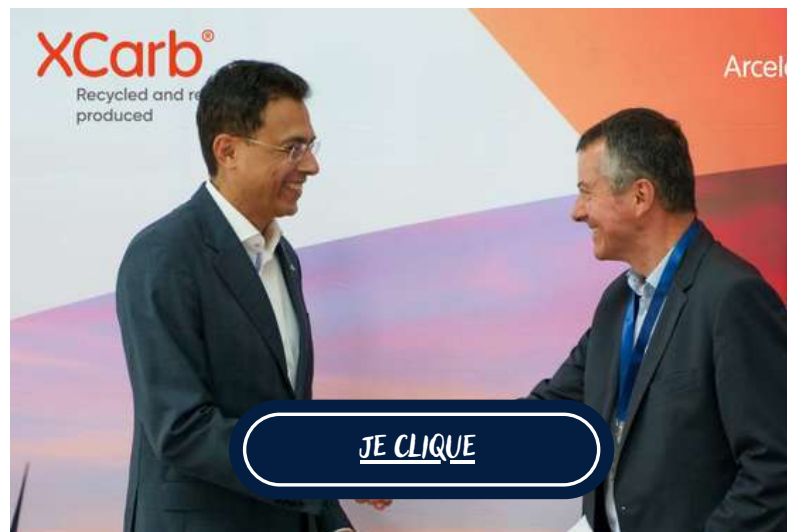 XCarb®
Recycled and re
produced
Arcel
JE CLIQUE